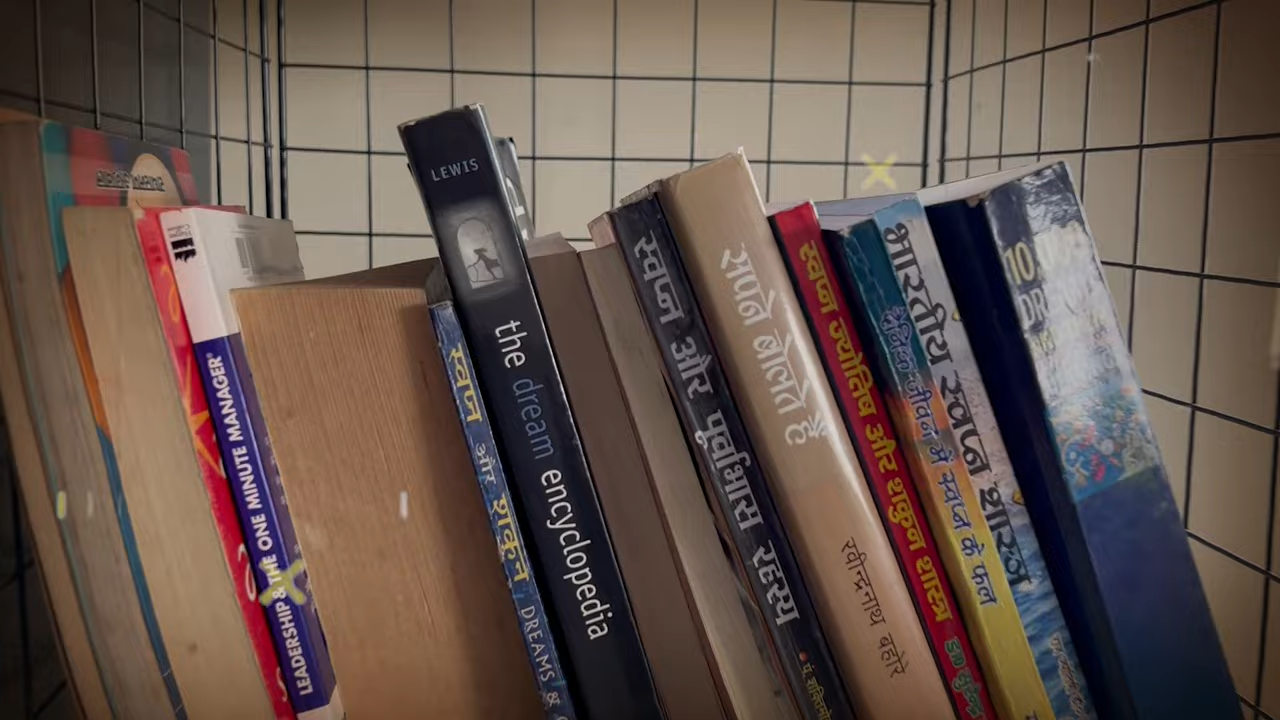 LEADERSHIP & THE ONE MINUTE MANAGER
स्वप्न और शकुन
DREAMS &
LEWIS
the dream encyclopedia
स्वप्न और पूर्वाभास रहस्य
सपने बोलते हैं
रवीन्द्रनाथ बहोरे
स्वप्न ज्योतिष और शकुन शास्त्र
दैनिक जीवन में स्वप्न के फल
भारतीय स्वप्न शास्त्र